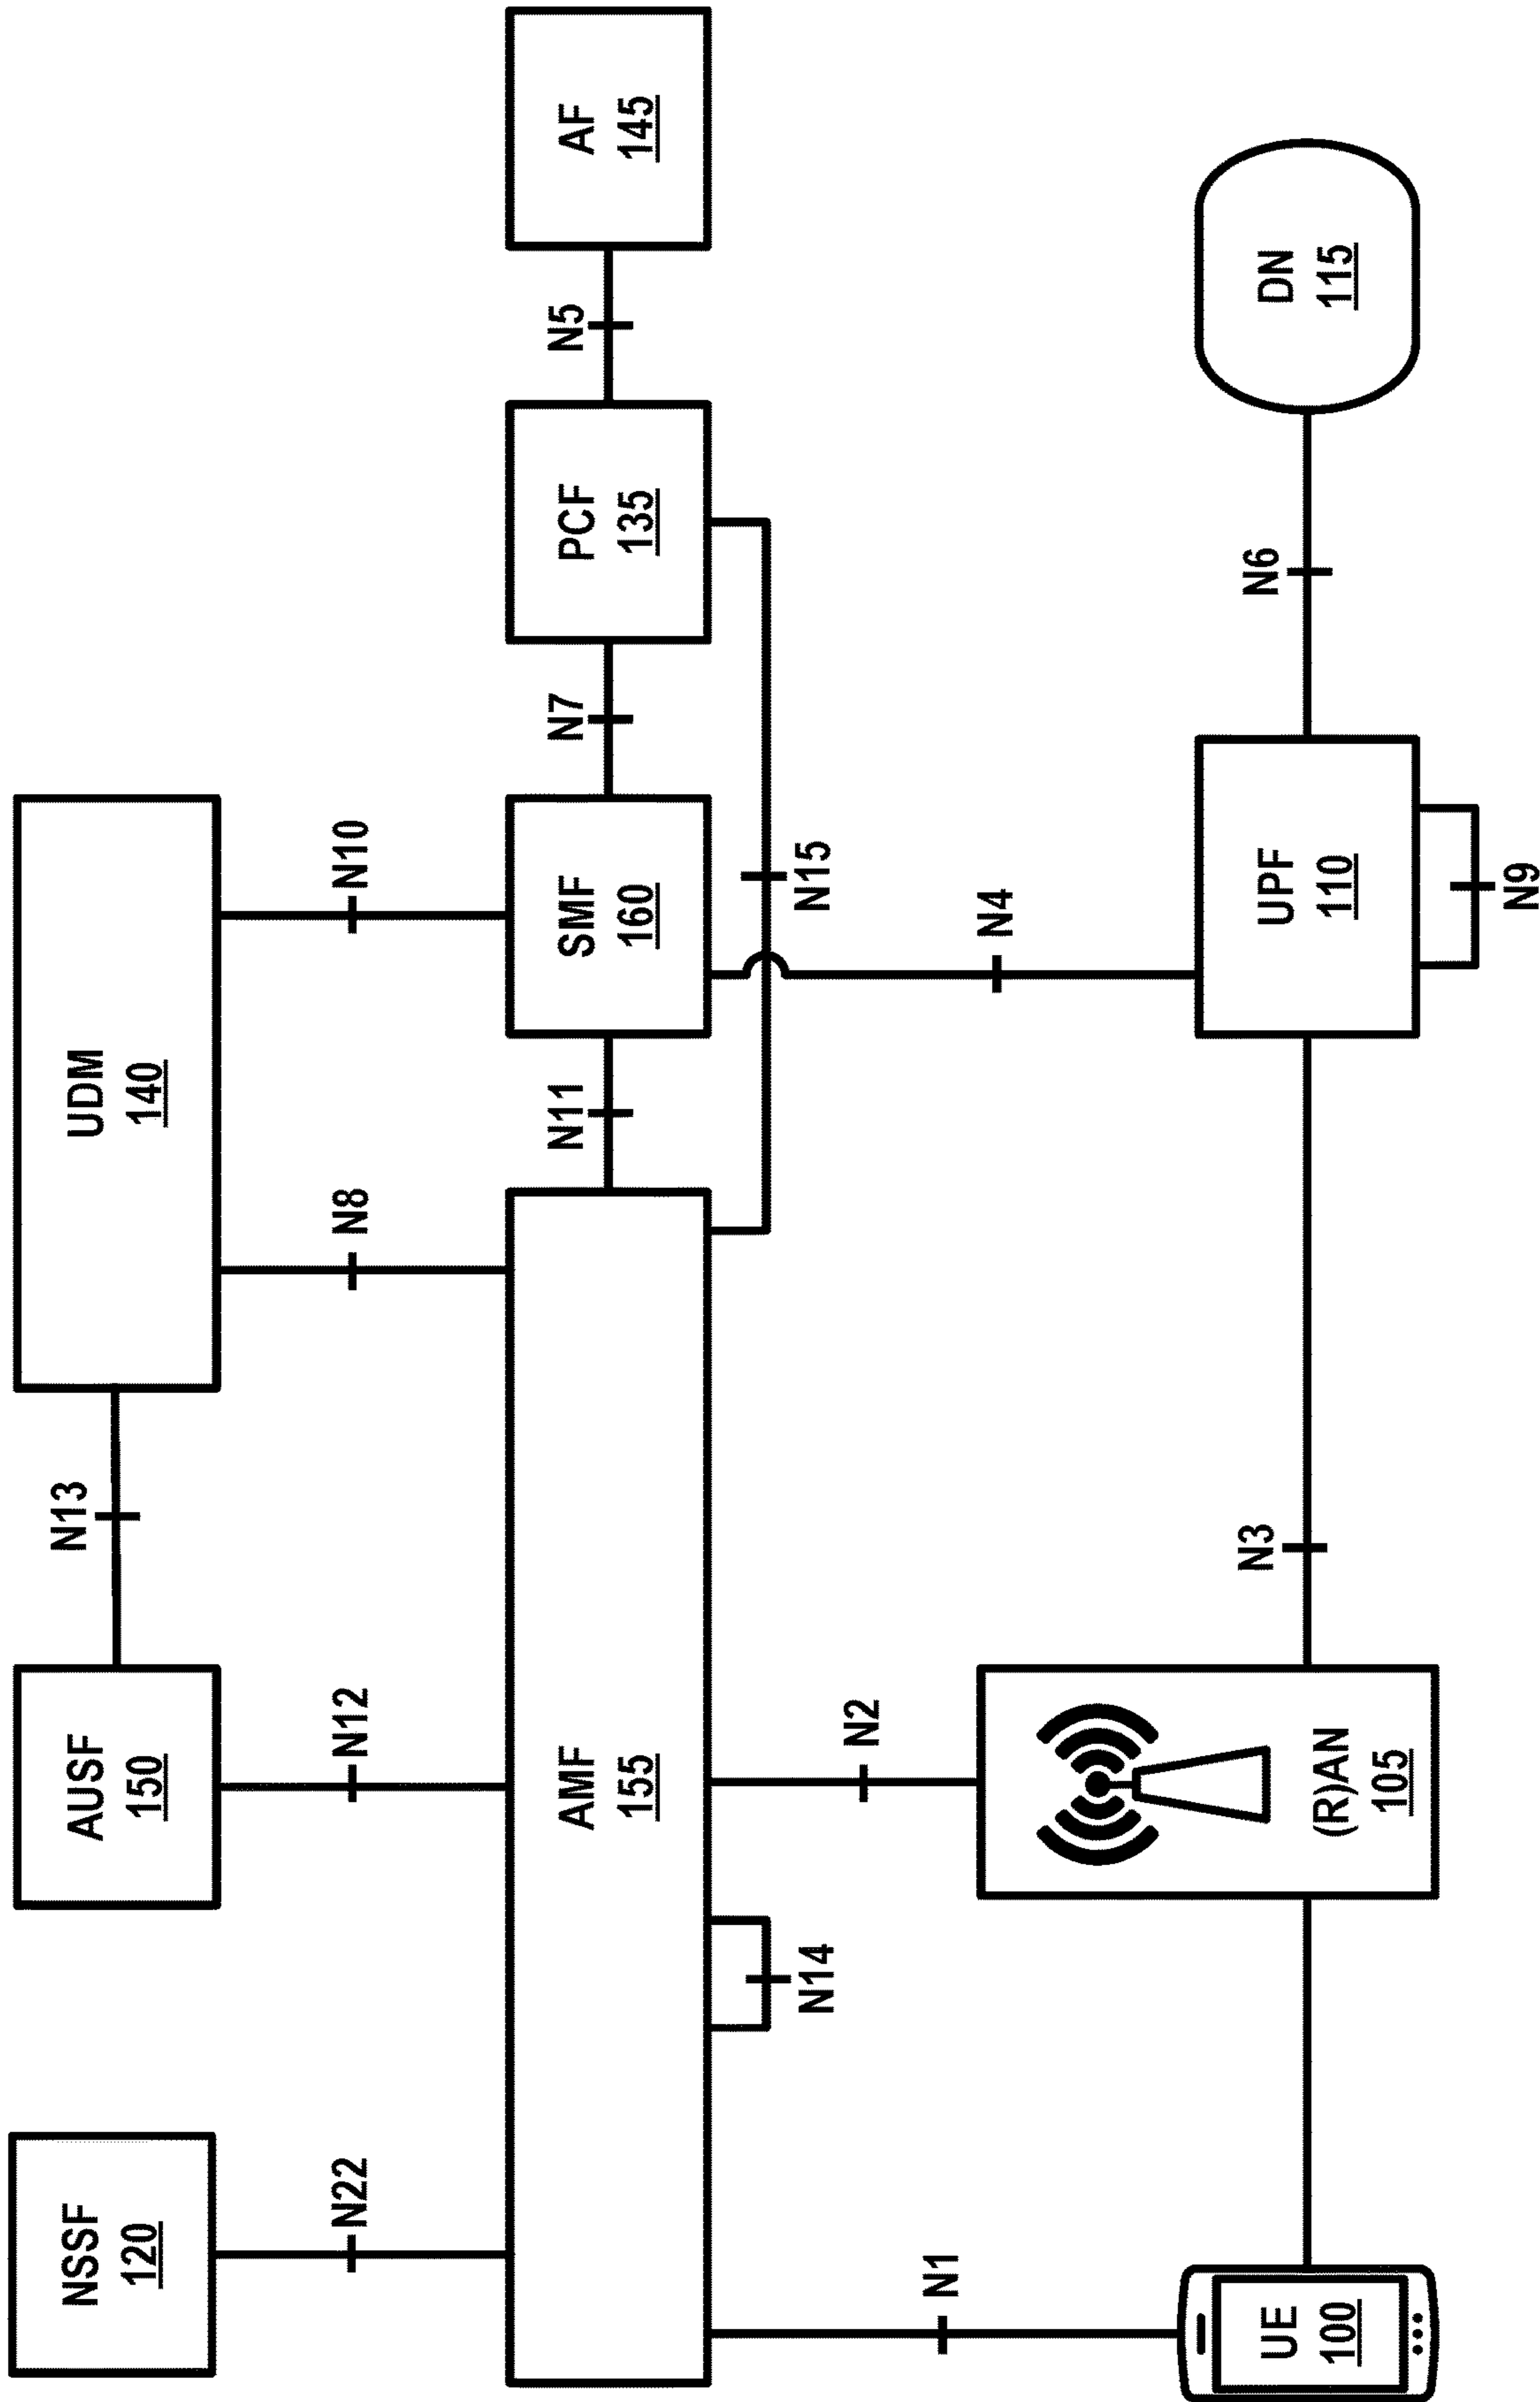 NSSF
120
AUSF
150
N13
UDM
140
N22
N12
N8
N10
AMF
155
N11
SMF
160
N7
PCF
135
N5
AF
145
N14
N15
N1
N2
N4
UE
100
(R)AN
105
N3
UPF
110
N6
DN
115
N9